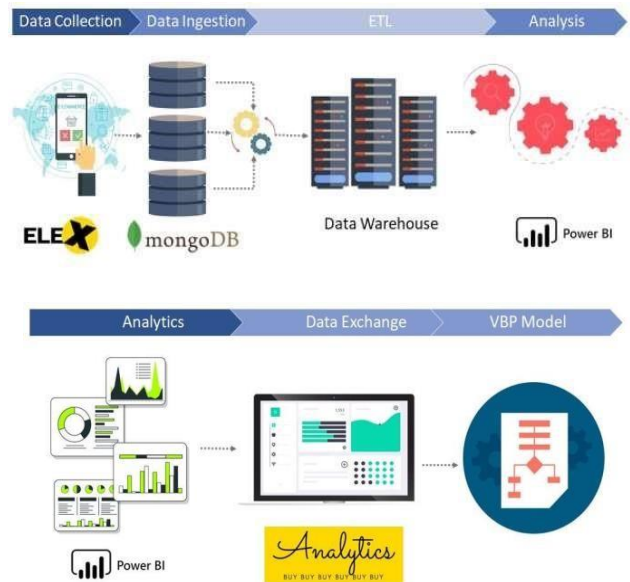 Data Collection Data Ingestion ETL Analysis
ELEX mongoDB
Data Warehouse
Power BI
Analytics Data Exchange VBP Model
Power BI
Analytics
BUY BUY BUY BUY BUY BUY